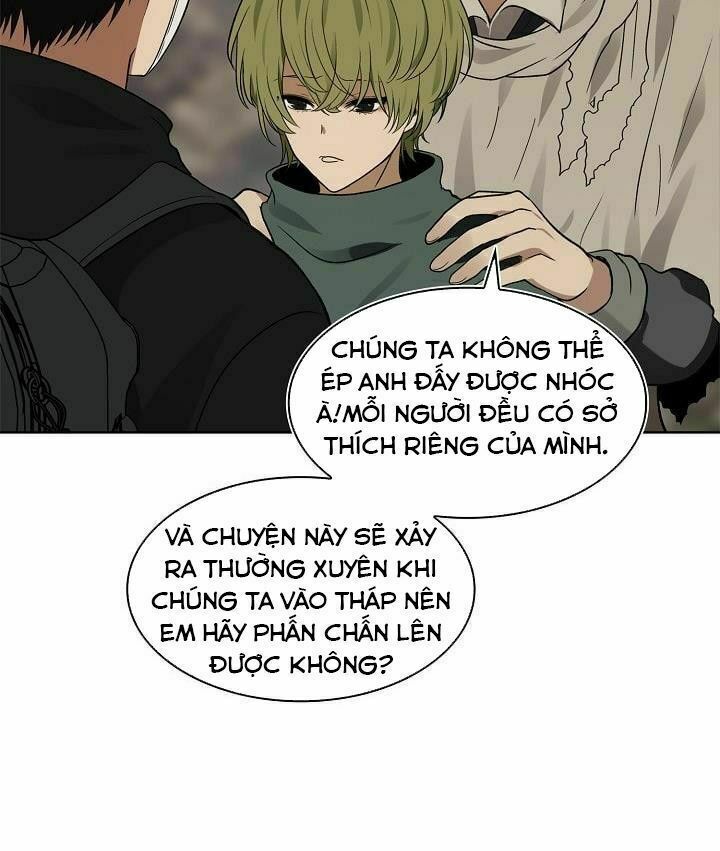 CHÚNG TA KHÔNG THỂ
ÉP ANH ĐẤY ĐƯỢC NHÓC
À!MỖI NGƯỜI ĐỀU CÓ SỞ
THÍCH RIÊNG CỦA MÌNH.
VÀ CHUYỆN NÀY SẼ XẢY
RA THƯỜNG XUYÊN KHI
CHÚNG TA VÀO THÁP NÊN
EM HÃY PHẤN CHẤN LÊN
ĐƯỢC KHÔNG?